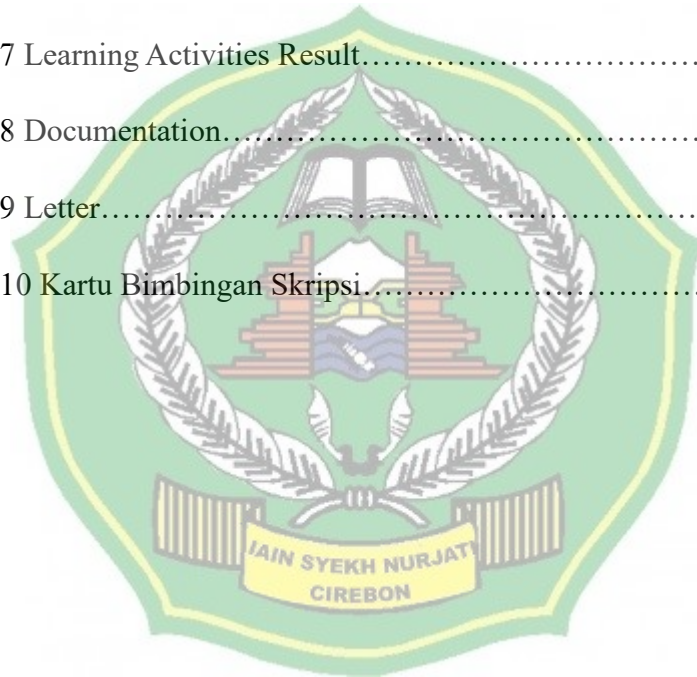 7 Learning Activities Result……………………………
8 Documentation……………………………………………
9 Letter…………………………………………………………
10 Kartu Bimbingan Skripsi……………………………
IAIN SYEKH NURJATI
CIREBON